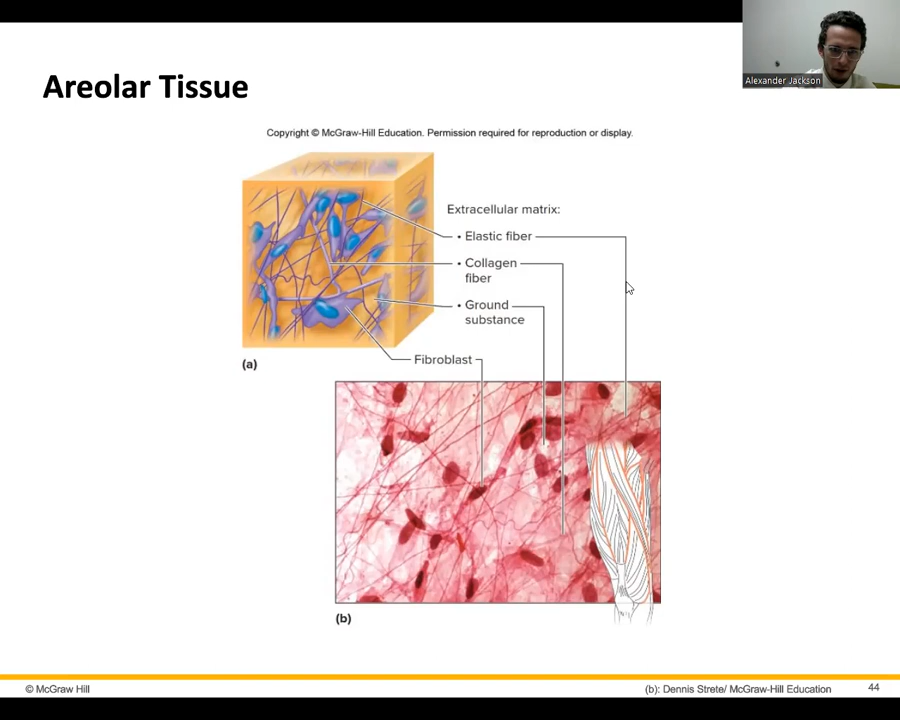 Alexander Jackson
Areolar Tissue
Copyright © McGraw-Hill Education. Permission required for reproduction or display.
Extracellular matrix:
• Elastic fiber
• Collagen
fiber
• Ground
substance
Fibroblast
(a)
(b)
© McGraw Hill
(b): Dennis Strete/ McGraw-Hill Education
44